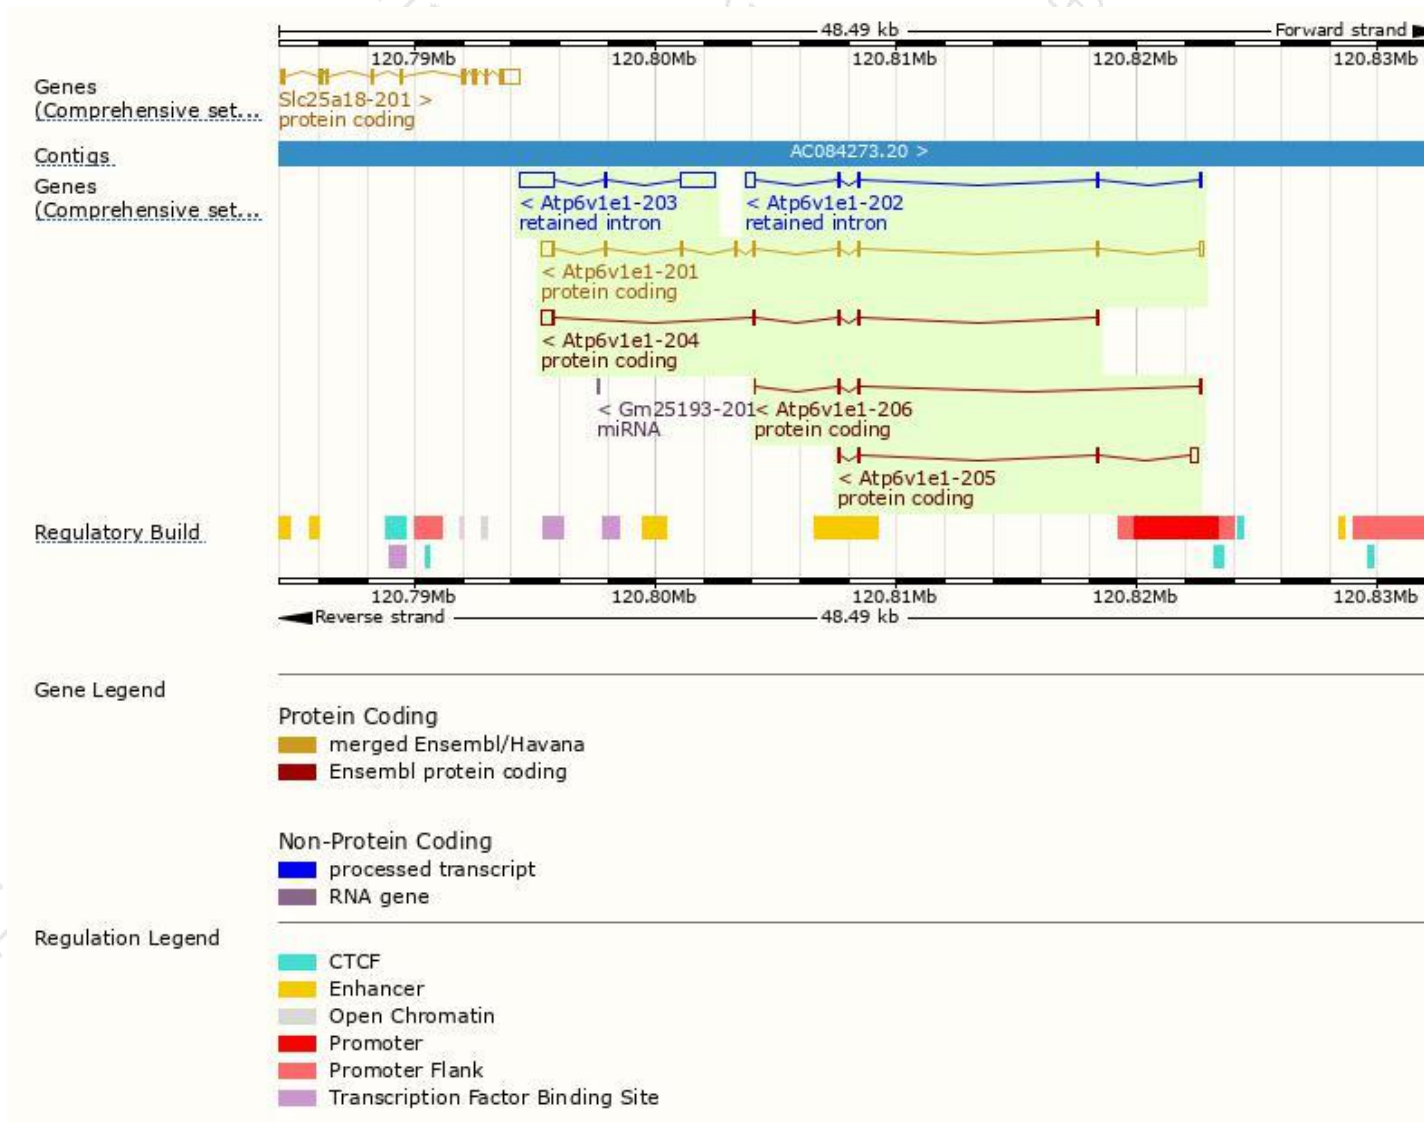 48.49 kb Forward strand
120.79Mb 120.80Mb 120.81Mb 120.82Mb 120.83Mb
Genes
(Comprehensive set...
Slc25a18-201 >
protein coding
Contigs AC084273.20 >
Genes
(Comprehensive set...
< Atp6v1e1-203 < Atp6v1e1-202
retained intron retained intron
< Atp6v1e1-201
protein coding
< Atp6v1e1-204
protein coding
< Gm25193-201 < Atp6v1e1-206
miRNA protein coding
< Atp6v1e1-205
protein coding
Regulatory Build
120.79Mb 120.80Mb 120.81Mb 120.82Mb 120.83Mb
Reverse strand 48.49 kb
Gene Legend
Protein Coding
merged Ensembl/Havana
Ensembl protein coding
Non-Protein Coding
processed transcript
RNA gene
Regulation Legend
CTCF
Enhancer
Open Chromatin
Promoter
Promoter Flank
Transcription Factor Binding Site